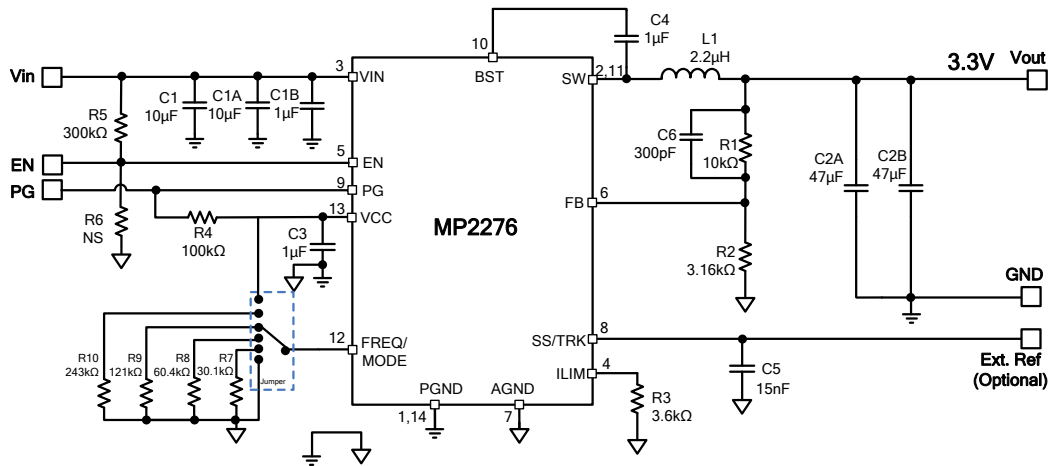 10
BST
C4
1µF
L1
2.2µH
3.3V
Vout
Vin
3
VIN
2,11
SW
C1
10µF
C1A
10µF
C1B
1µF
R5
300kΩ
C6
300pF
R1
10kΩ
C2A
47µF
C2B
47µF
EN
5
EN
PG
9
PG
6
FB
13
VCC
MP2276
R6
NS
R4
100kΩ
C3
1µF
R2
3.16kΩ
GND
12
FREQ/
MODE
8
SS/TRK
Ext. Ref
(Optional)
R10
243kΩ
R9
121kΩ
R8
60.4kΩ
R7
30.1kΩ
Jumper
4
ILIM
C5
15nF
R3
3.6kΩ
PGND
1,14
AGND
7